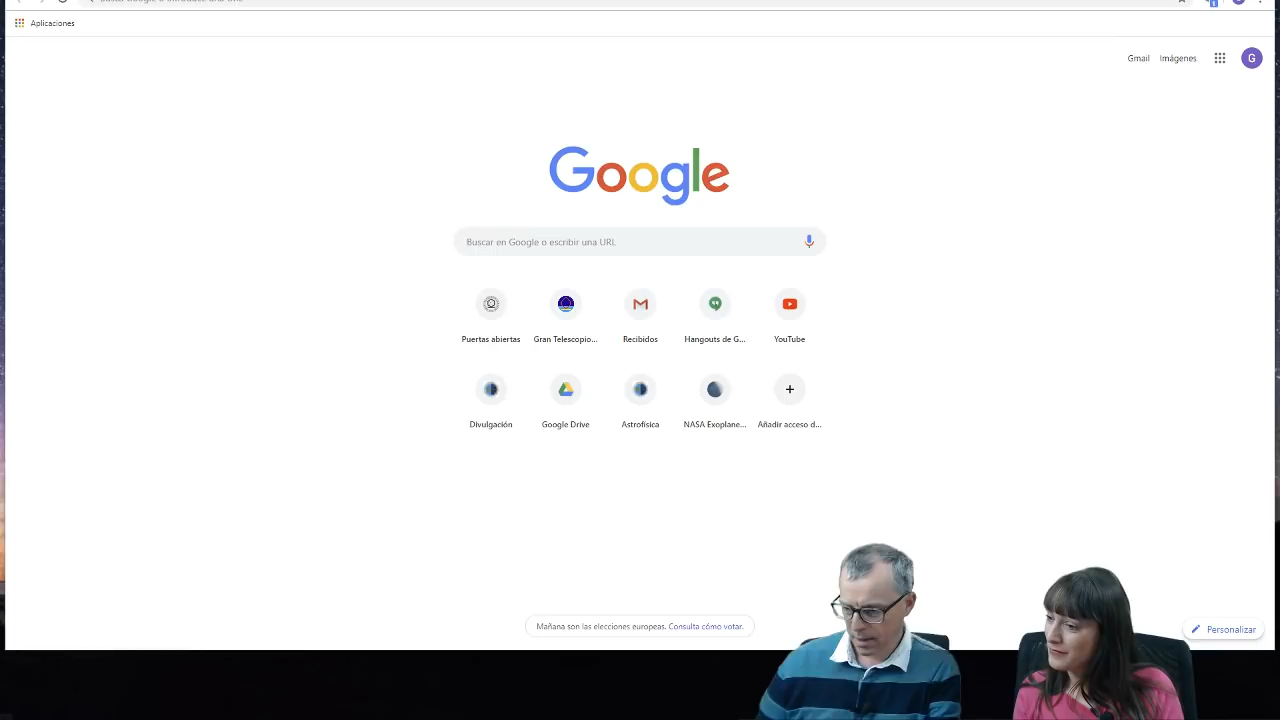 Aplicaciones
Gmail Imágenes G
Google
Buscar en Google o escribir una URL
Puertas abiertas Gran Telescopio... Recibidos Hangouts de G... YouTube
Divulgación Google Drive Astrofísica NASA Exoplane... Añadir acceso d...
Mañana son las elecciones europeas. Consulta cómo votar.
Personalizar